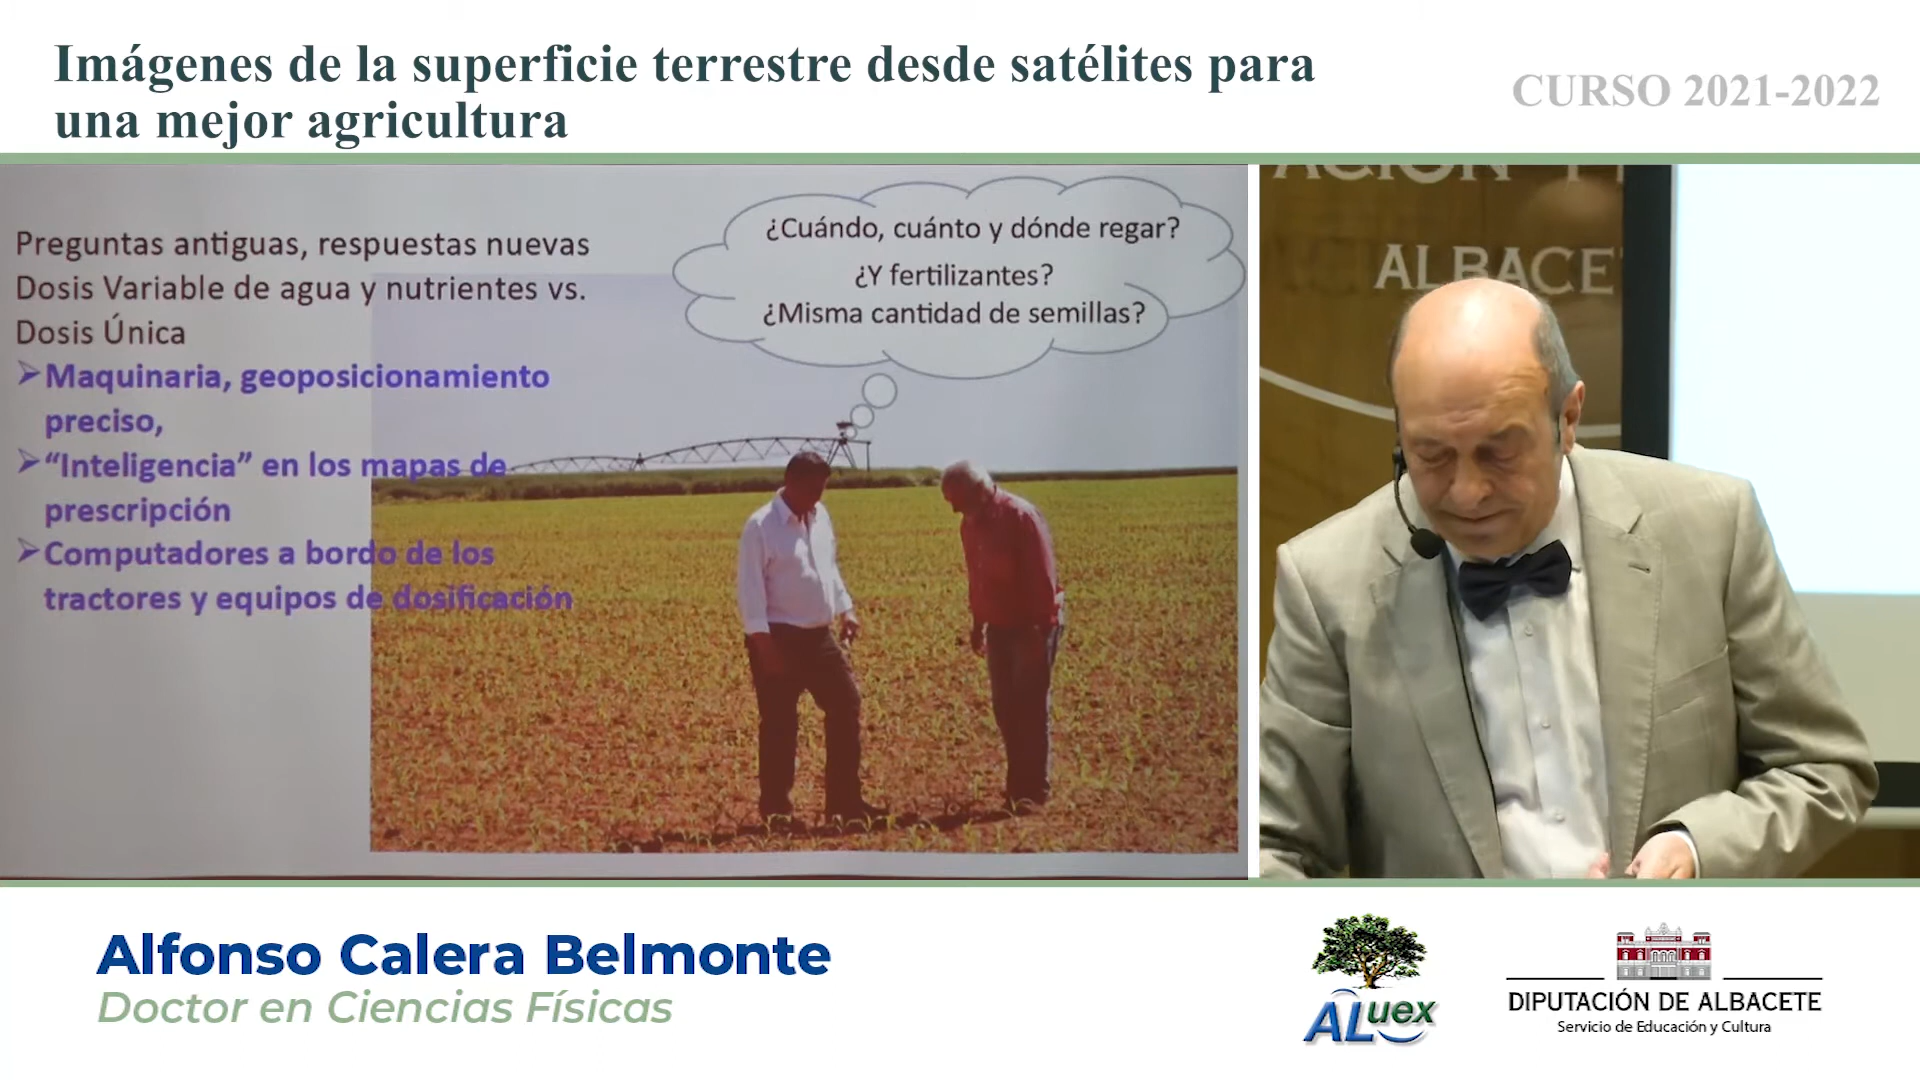 Imágenes de la superficie terrestre desde satélites para
una mejor agricultura
CURSO 2021-2022
Preguntas antiguas, respuestas nuevas
Dosis Variable de agua y nutrientes vs.
Dosis Única
➢Maquinaria, geoposicionamiento
preciso,
➢“Inteligencia” en los mapas de
prescripción
➢Computadores a bordo de los
tractores y equipos de dosificación
¿Cuándo, cuánto y dónde regar?
¿Y fertilizantes?
¿Misma cantidad de semillas?
ALBACE
Alfonso Calera Belmonte
Doctor en Ciencias Físicas
ALuex
DIPUTACIÓN DE ALBACETE
Servicio de Educación y Cultura